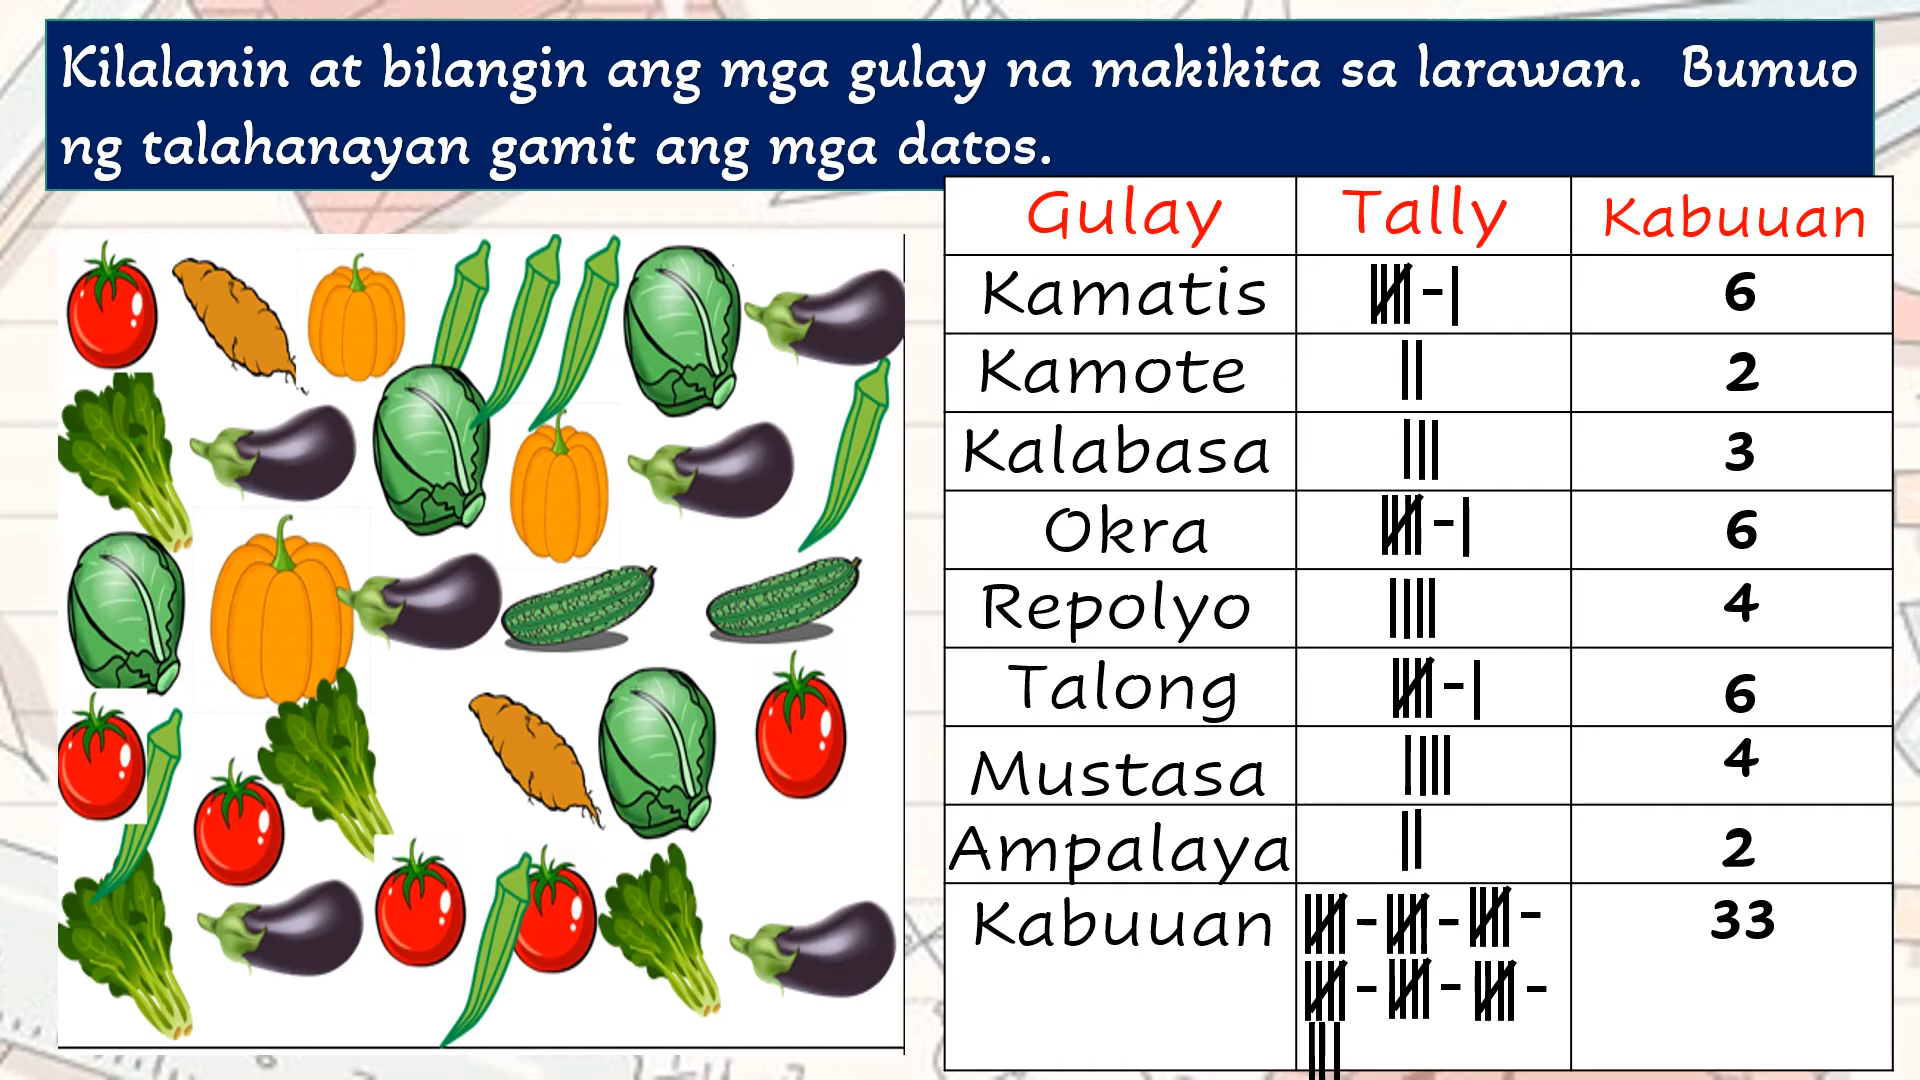 Kilalanin at bilangin ang mga gulay na makikita sa larawan. Bumuo
ng talahanayan gamit ang mga datos.
Gulay Tally Kabuuan
Kamatis 6
Kamote 2
Kalabasa 3
Okra 6
Repolyo 4
Talong 6
Mustasa 4
Ampalaya 2
Kabuuan 33